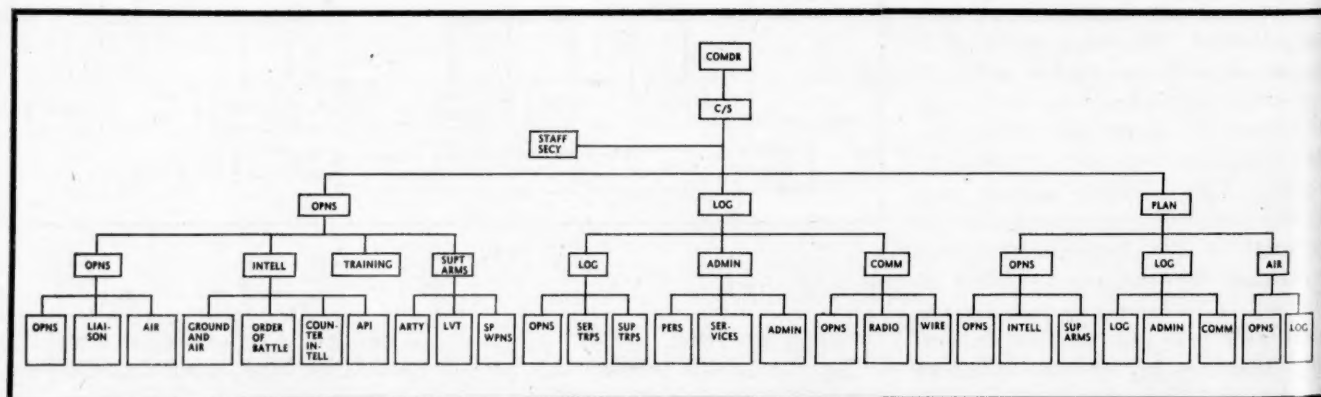 COMDR
C/S
STAFF
SECY
OPNS
LOG
PLAN
OPNS
INTELL
TRAINING
SUPT
ARMS
LOG
ADMIN
COMM
OPNS
LOG
AIR
OPNS
LIAI-
SON
AIR
GROUND
AND
AIR
ORDER
OF
BATTLE
COUN-
TER
IN-
TELL
API
ARTY
LVT
SP
WPNS
OPNS
SER
TRPS
SUP
TRPS
PERS
SER-
VICES
ADMIN
OPNS
RADIO
WIRE
OPNS
INTELL
SUP
ARMS
LOG
ADMIN
COMM
OPNS
LOG